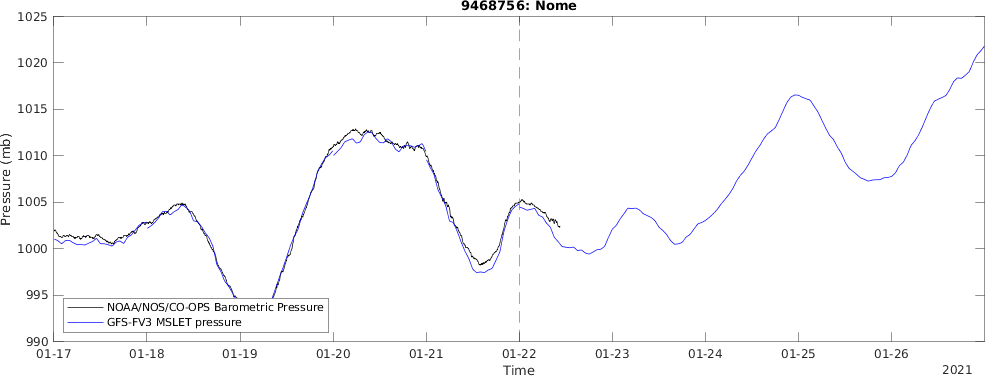 9468756: Nome
1025
1020
1015
1010
1005
1000
995
990
Pressure (mb)
NOAA/NOS/CO-OPS Barometric Pressure
GFS-FV3 MSLET pressure
01-17 01-18 01-19 01-20 01-21 01-22 01-23 01-24 01-25 01-26
Time
2021